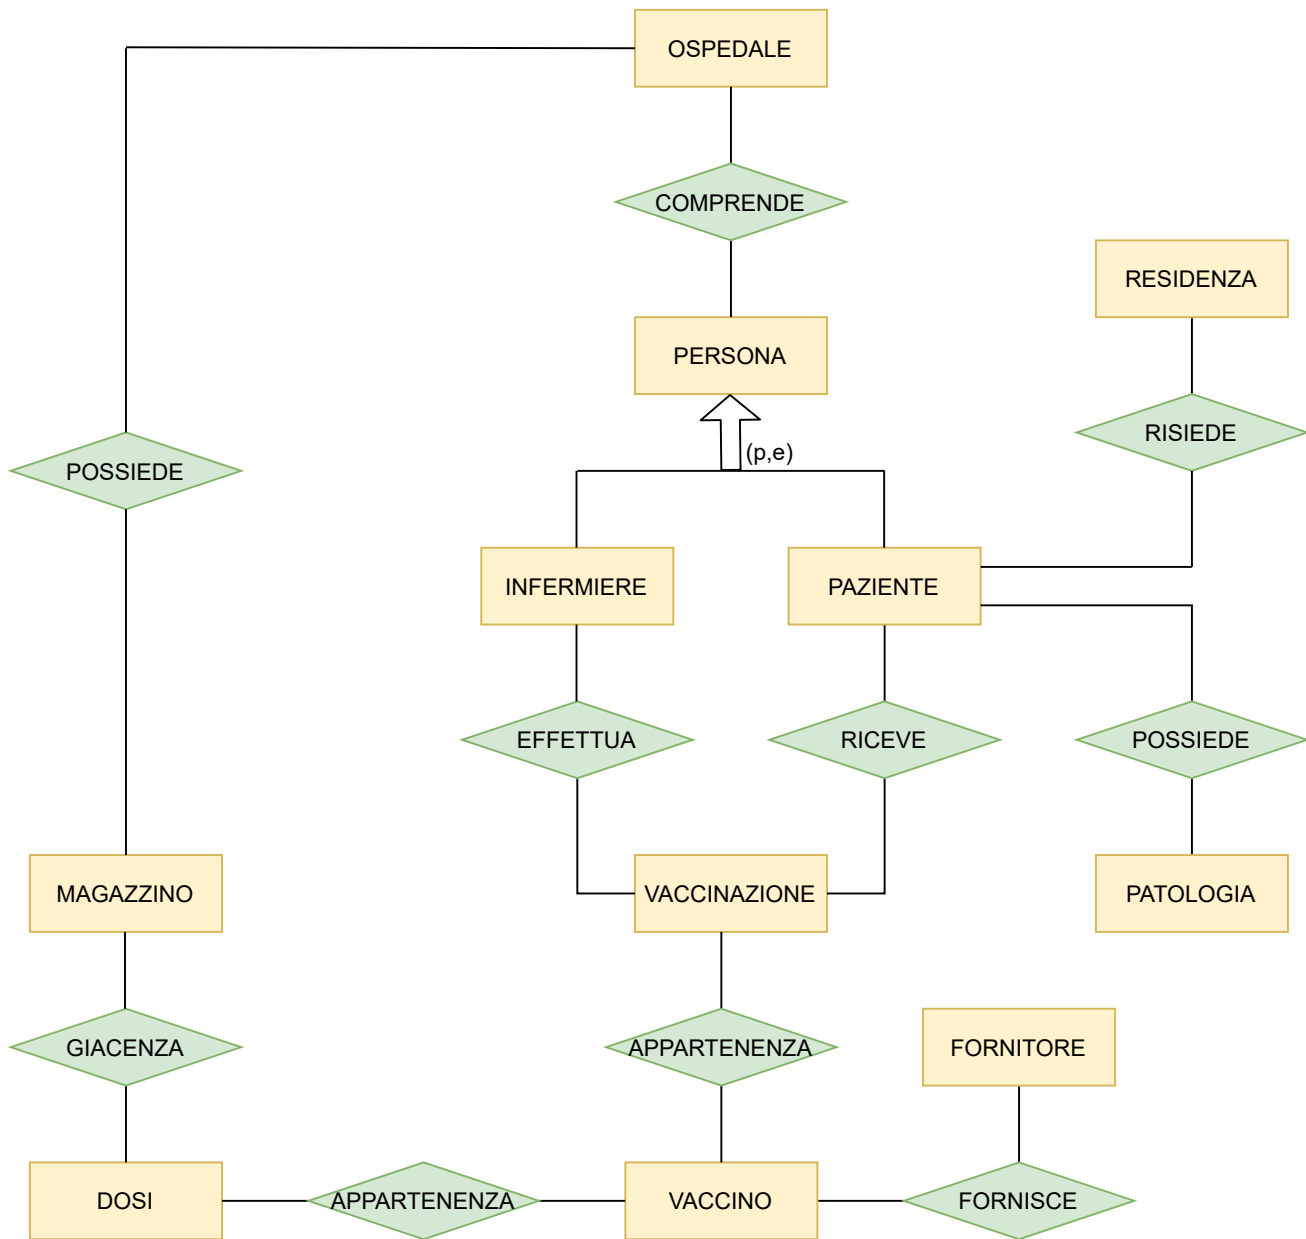 OSPEDALE
COMPRENDE
RESIDENZA
PERSONA
RISIEDE
(p,e)
POSSIEDE
INFERMIERE
PAZIENTE
EFFETTUA
RICEVE
POSSIEDE
MAGAZZINO
VACCINAZIONE
PATOLOGIA
GIACENZA
APPARTENENZA
FORNITORE
DOSI
APPARTENENZA
VACCINO
FORNISCE